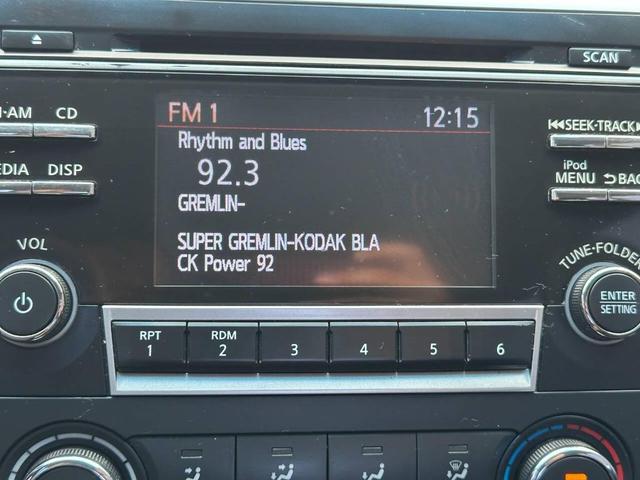 SCAN
FM 1
12:15
Rhythm and Blues
92.3
GREMLIN-
SUPER GREMLIN-KODAK BLA
CK Power 92
·AM
CD
EDIA
DISP
VOL
SEEK·TRACK
iPod
MENU
BAC
TUNE·FOLDER
ENTER
SETTING
RPT
1
RDM
2
3
4
5
6